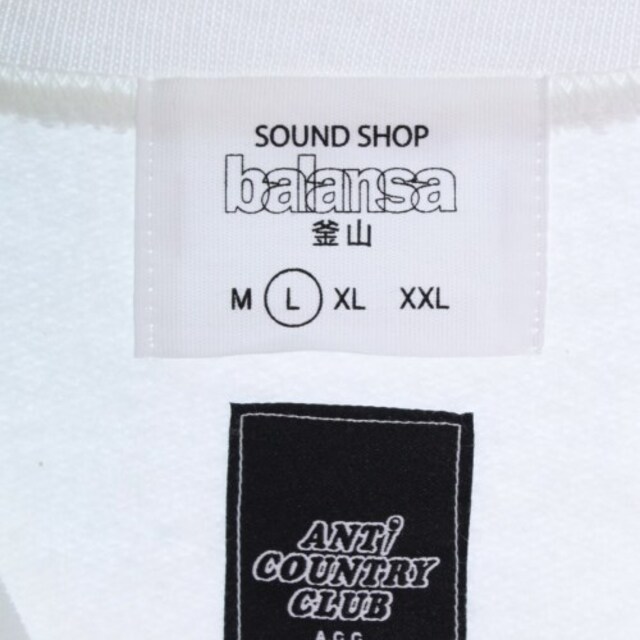 SOUND SHOP
balansa
釜山
M L XL XXL
ANTi
COUNTRY
CLUB